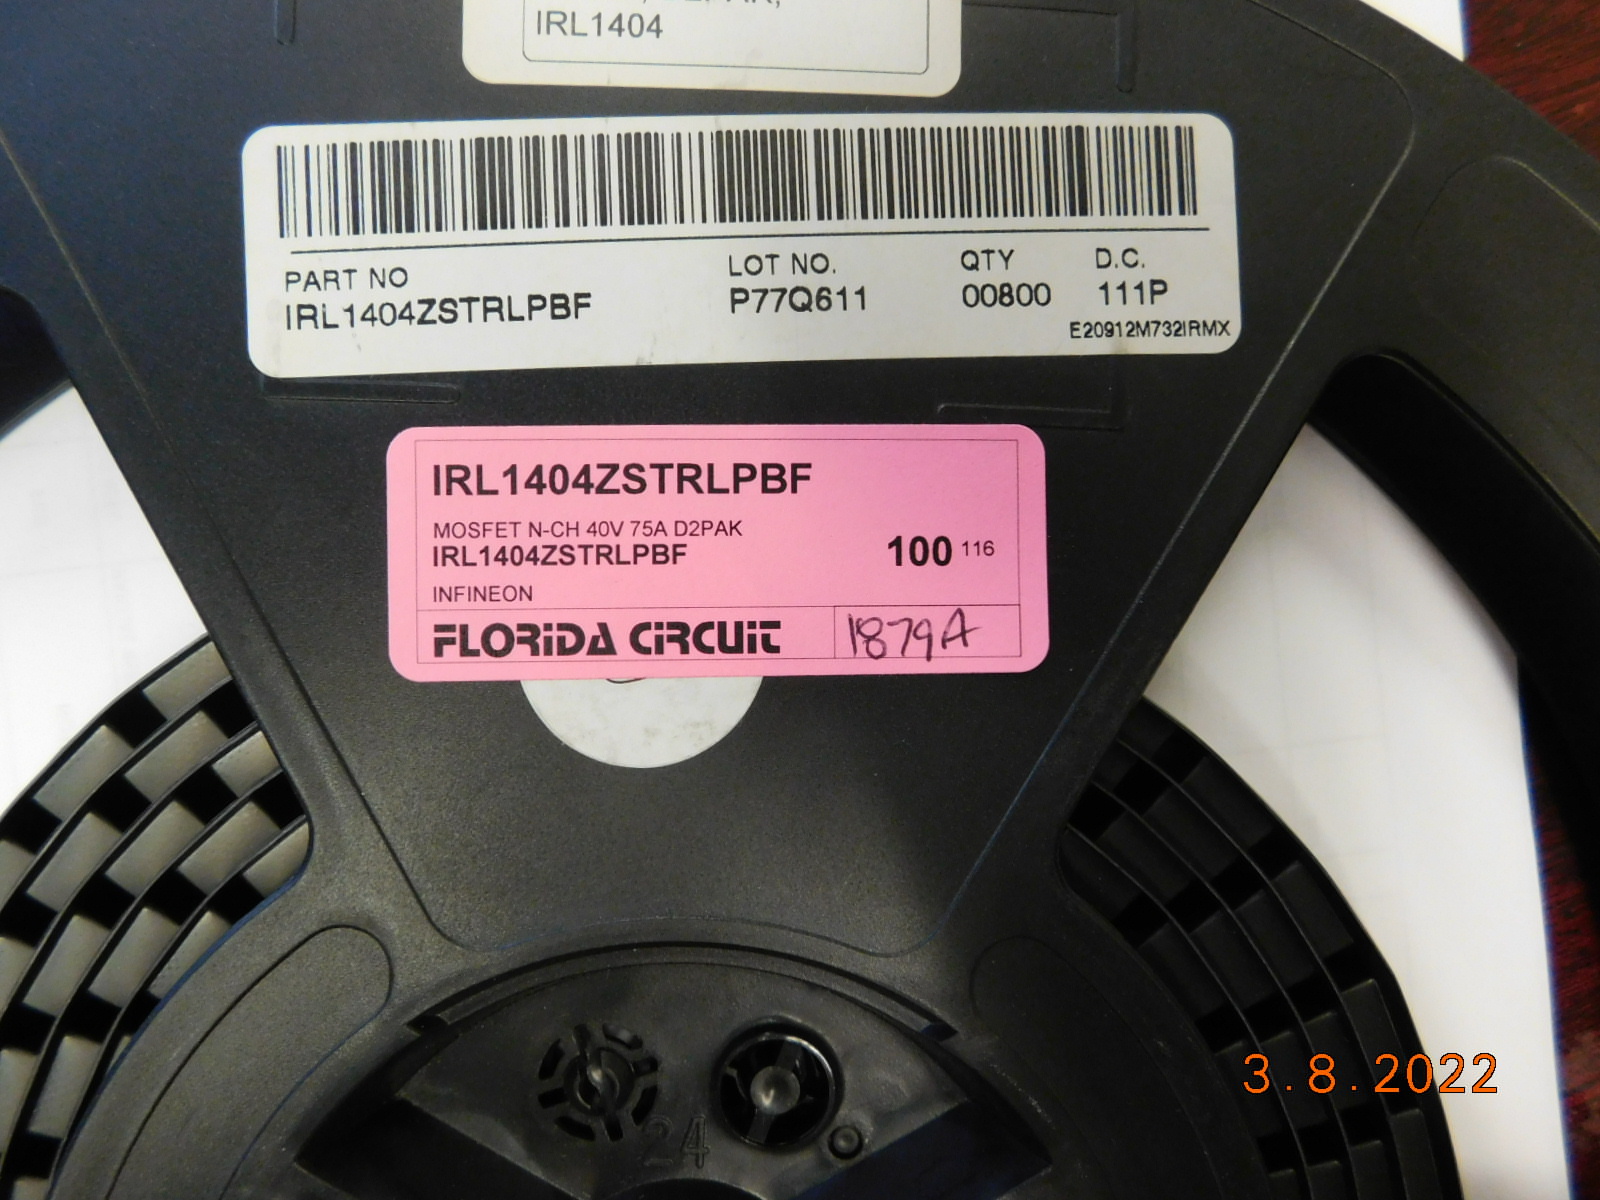 IRL1404
PART NO
IRL1404ZSTRLPBF
LOT NO.
P77Q611
QTY
00800
D.C.
111P
E20912M732IRMX
IRL1404ZSTRLPBF
MOSFET N-CH 40V 75A D2PAK
IRL1404ZSTRLPBF
100 116
INFINEON
FLORiDA CiRCUiT
1879A
24
3.8.2022